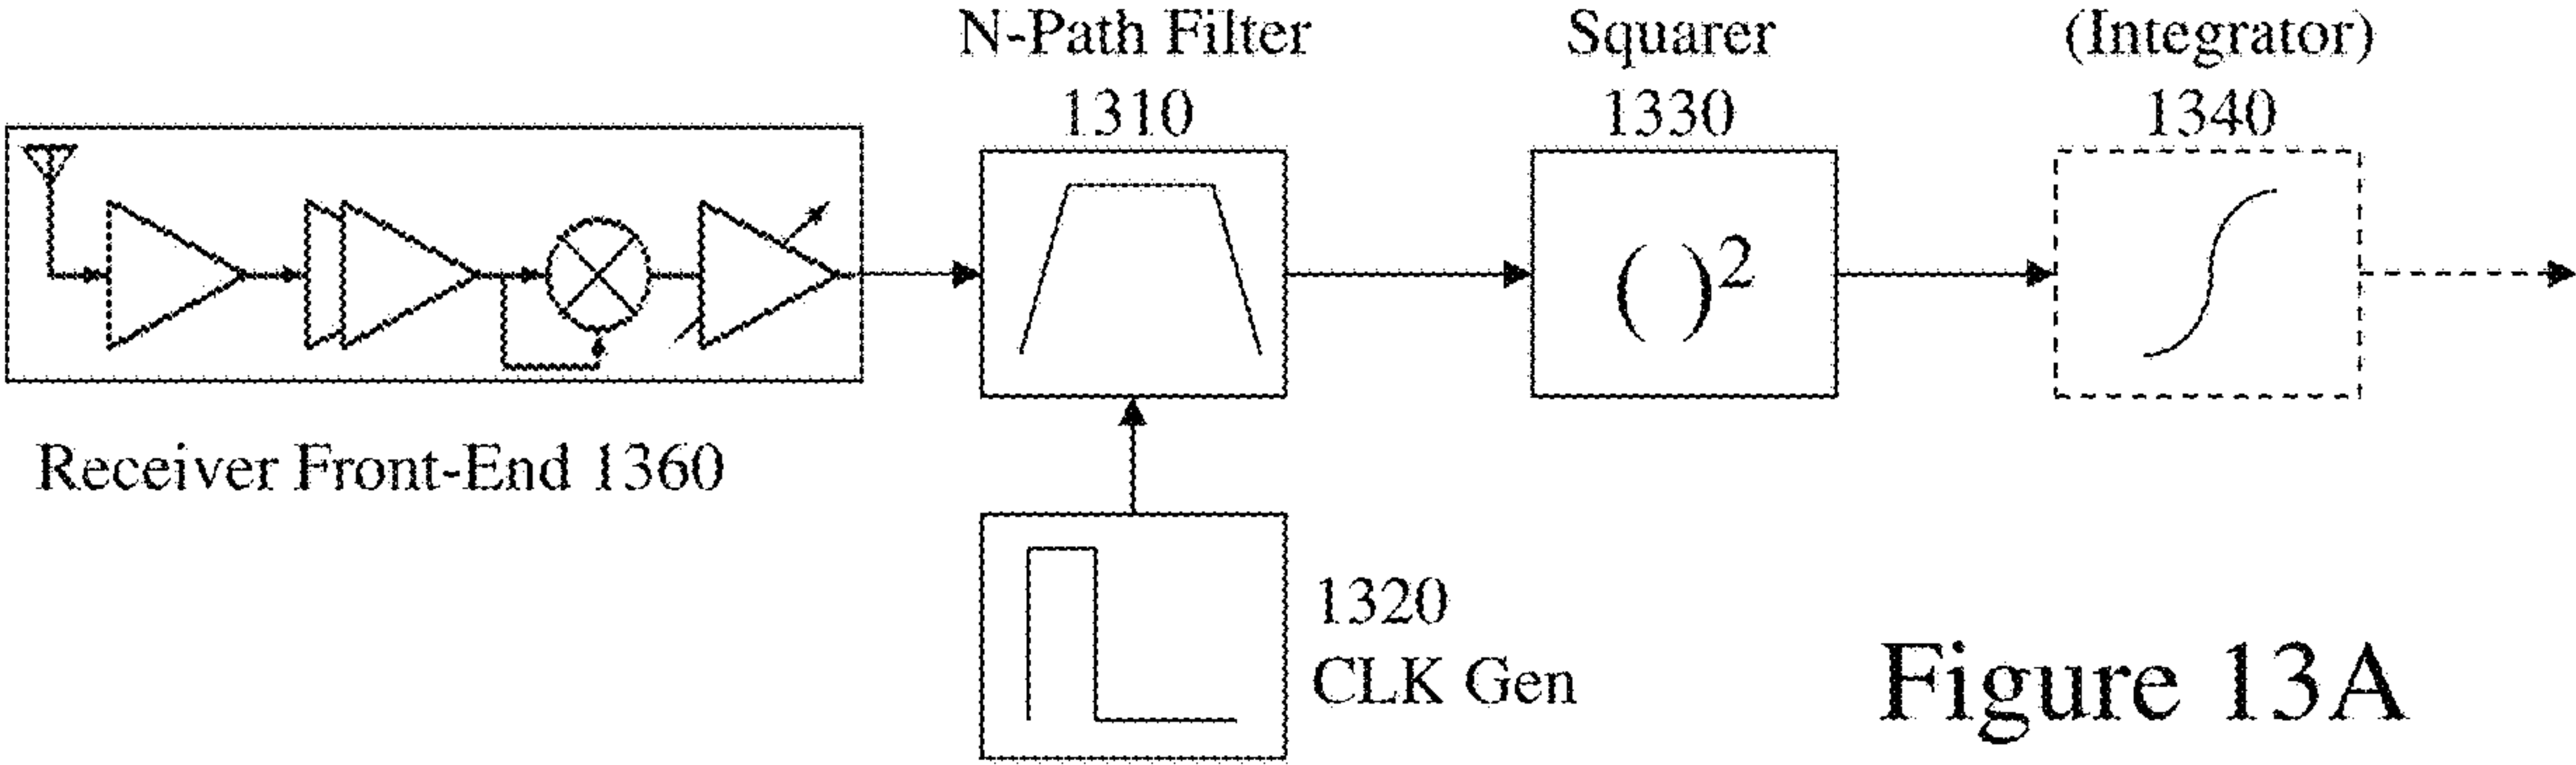 N-Path Filter
1310
Squarer
1330
(Integrator)
1340
( )²
Receiver Front-End 1360
1320
CLK Gen
Figure 13A